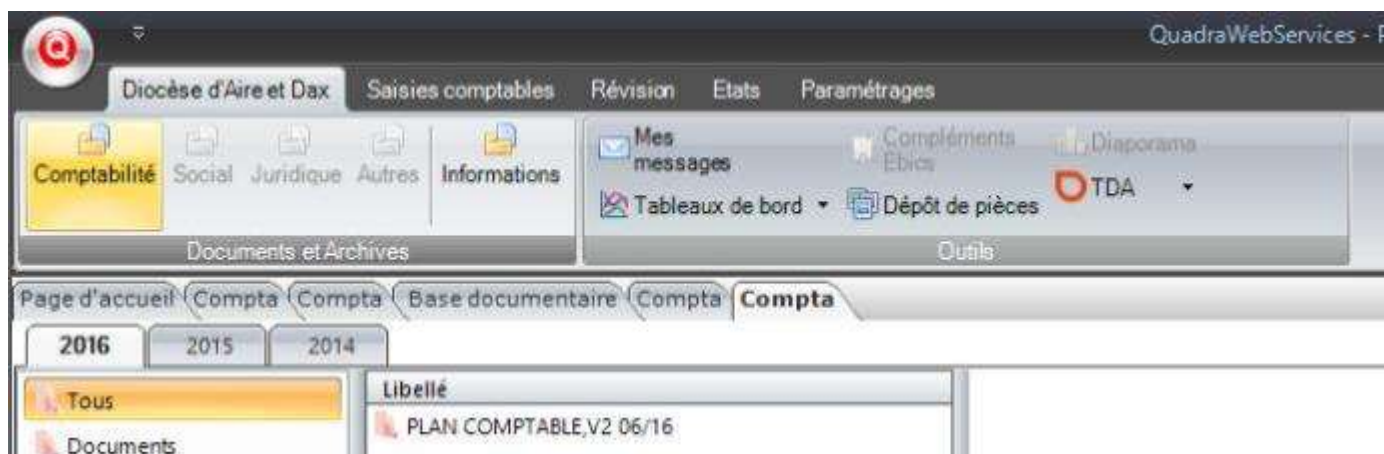 QuadraWebServices - P
Diocèse d'Aire et Dax Saisies comptables Révision Etats Paramétrages
Comptabilité Social Juridique Autres Informations
Mes messages
Compléments Ebics
Diaporama
Tableaux de bord
Dépôt de pièces
TDA
Documents et Archives
Outils
Page d'accueil Compta Compta Base documentaire Compta Compta
2016 2015 2014
Tous
Documents
Libellé
PLAN COMPTABLE,V2 06/16